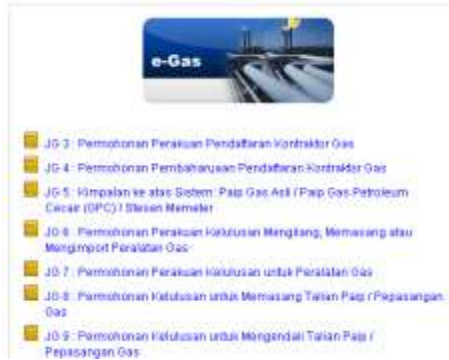 e-Gas
JG 3 : Permohonan Perakuan Pendaftaran Kontraktor Gas
JG 4 : Permohonan Pembaharuan Pendaftaran Kontraktor Gas
JG 5 : Kimpalan ke atas Sistem: Paip Gas Asli / Paip Gas Petroleum
Cecair (GPC) / Stesen Memeter
JG 6 : Permohonan Perakuan Kelulusan Mengilang, Memasang atau
Mengimport Peralatan Gas
JG 7 : Permohonan Perakuan Kelulusan untuk Peralatan Gas
JG 8 : Permohonan Kelulusan untuk Memasang Talian Paip / Pepasangan
Gas
JG 9 : Permohonan Kelulusan untuk Mengendali Talian Paip /
Pepasangan Gas